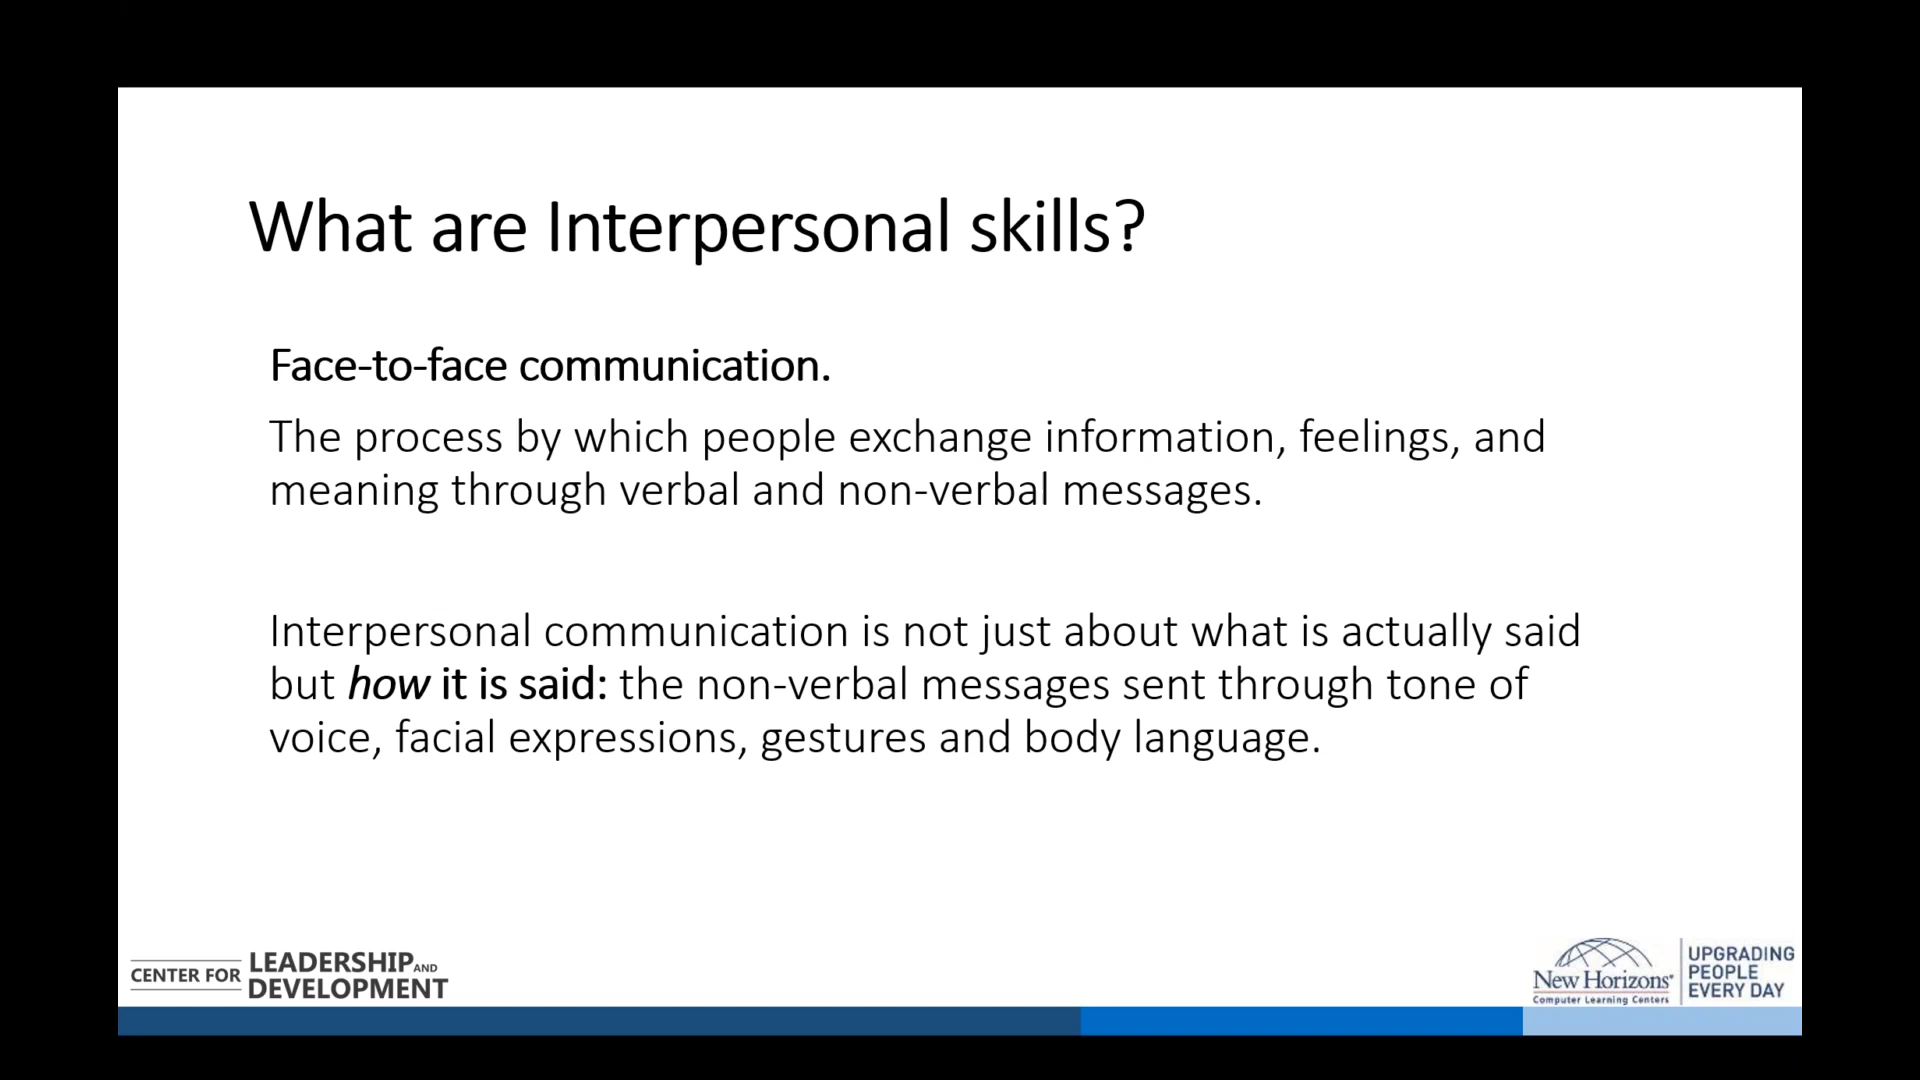 What are Interpersonal skills?
Face-to-face communication.
The process by which people exchange information, feelings, and
meaning through verbal and non-verbal messages.
Interpersonal communication is not just about what is actually said
but how it is said: the non-verbal messages sent through tone of
voice, facial expressions, gestures and body language.
CENTER FOR LEADERSHIP AND
DEVELOPMENT
New Horizons®
Computer Learning Centers
UPGRADING
PEOPLE
EVERY DAY